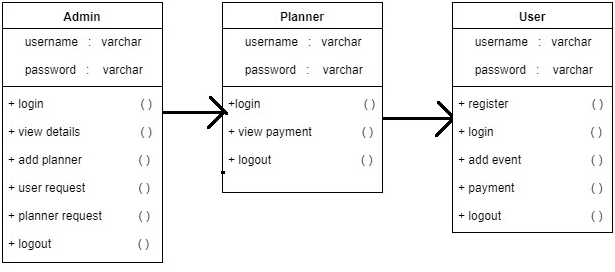 Admin
username : varchar
password : varchar
+ login ( )
+ view details ( )
+ add planner ( )
+ user request ( )
+ planner request ( )
+ logout ( )
Planner
username : varchar
password : varchar
+login ( )
+ view payment ( )
+ logout ( )
User
username : varchar
password : varchar
+ register ( )
+ login ( )
+ add event ( )
+ payment ( )
+ logout ( )